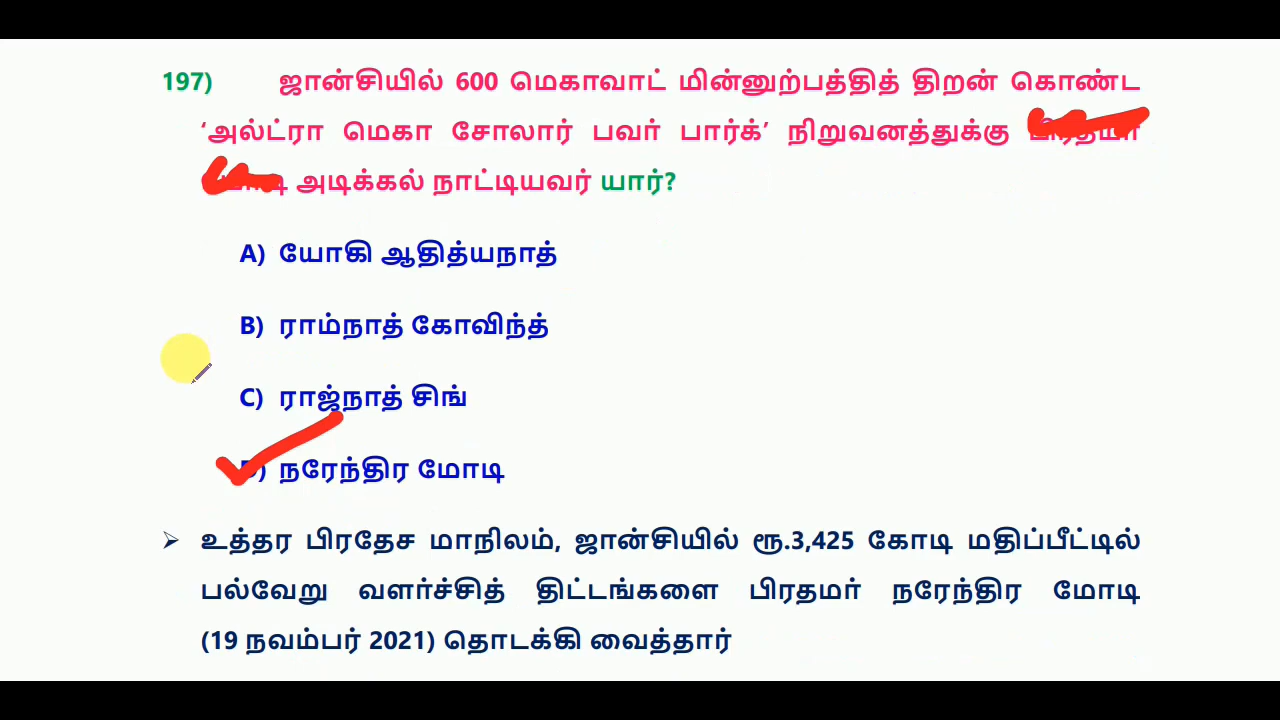 197) ஜான்சியில் 600 மெகாவாட் மின்னுற்பத்தித் திறன் கொண்ட
‘அல்ட்ரா மெகா சோலார் பவர் பார்க்’ நிறுவனத்துக்கு
அடிக்கல் நாட்டியவர் யார்?
A) யோகி ஆதித்யநாத்
B) ராம்நாத் கோவிந்த்
C) ராஜ்நாத் சிங்
D) நரேந்திர மோடி
➢ உத்தர பிரதேச மாநிலம், ஜான்சியில் ரூ.3,425 கோடி மதிப்பீட்டில்
பல்வேறு வளர்ச்சித் திட்டங்களை பிரதமர் நரேந்திர மோடி
(19 நவம்பர் 2021) தொடக்கி வைத்தார்